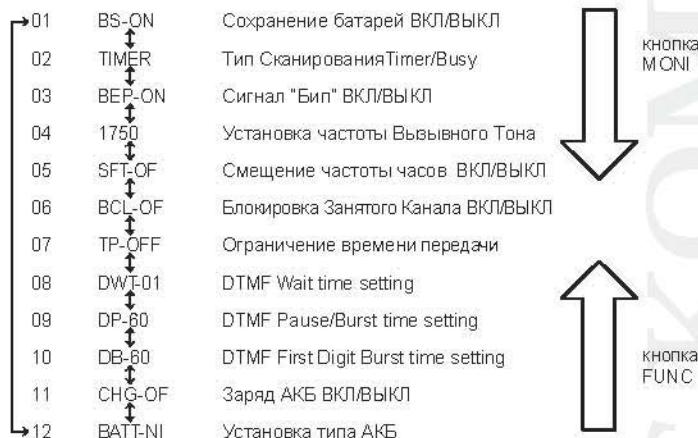 01 BS-ON Сохранение батарей ВКЛ/ВЫКЛ
02 TIMER Тип СканированияTimer/Busy
03 BEP-ON Сигнал "Бип" ВКЛ/ВЫКЛ
04 1750 Установка частоты Вызывного Тона
05 SFT-OF Смещение частоты часов ВКЛ/ВЫКЛ
06 BCL-OF Блокировка Занятого Канала ВКЛ/ВЫКЛ
07 TP-OFF Ограничение времени передачи
08 DWT-01 DTMF Wait time setting
09 DP-60 DTMF Pause/Burst time setting
10 DB-60 DTMF First Digit Burst time setting
11 CHG-OF Заряд АКБ ВКЛ/ВЫКЛ
12 BATT-NI Установка типа АКБ
кнопка
MONI
кнопка
FUNC